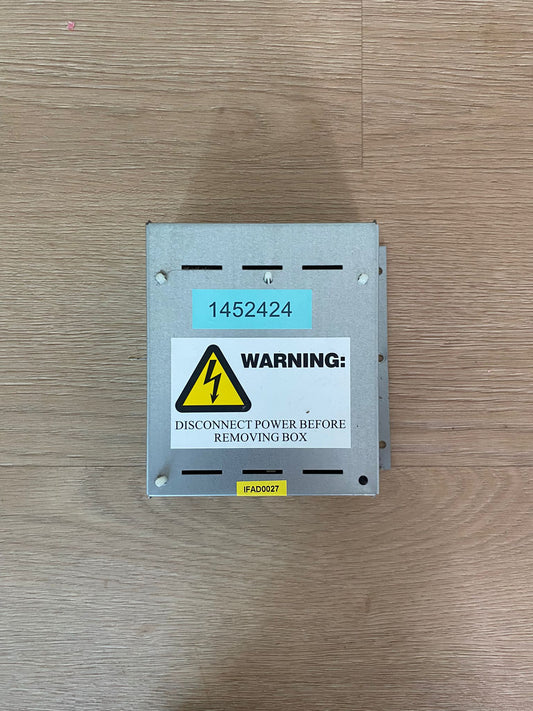 1452424
WARNING:
DISCONNECT POWER BEFORE
REMOVING BOX
IFAD0027